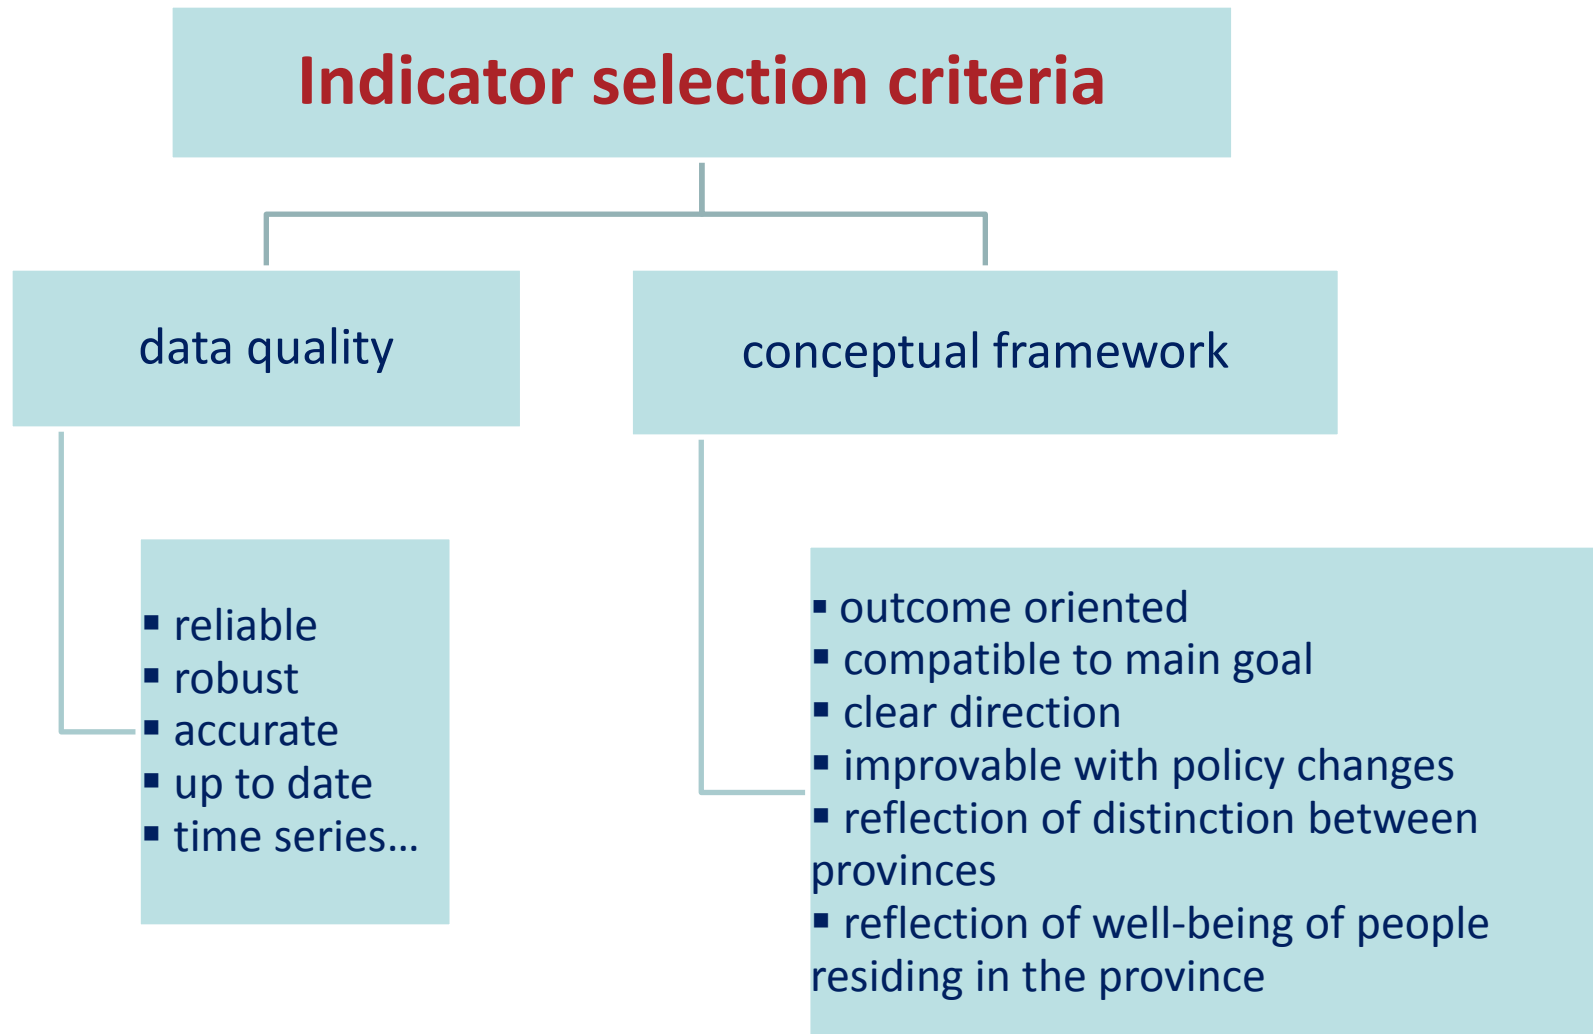 Indicator selection criteria
data quality
conceptual framework
▪ reliable
▪ robust
▪ accurate
▪ up to date
▪ time series...
▪ outcome oriented
▪ compatible to main goal
▪ clear direction
▪ improvable with policy changes
▪ reflection of distinction between
provinces
▪ reflection of well-being of people
residing in the province